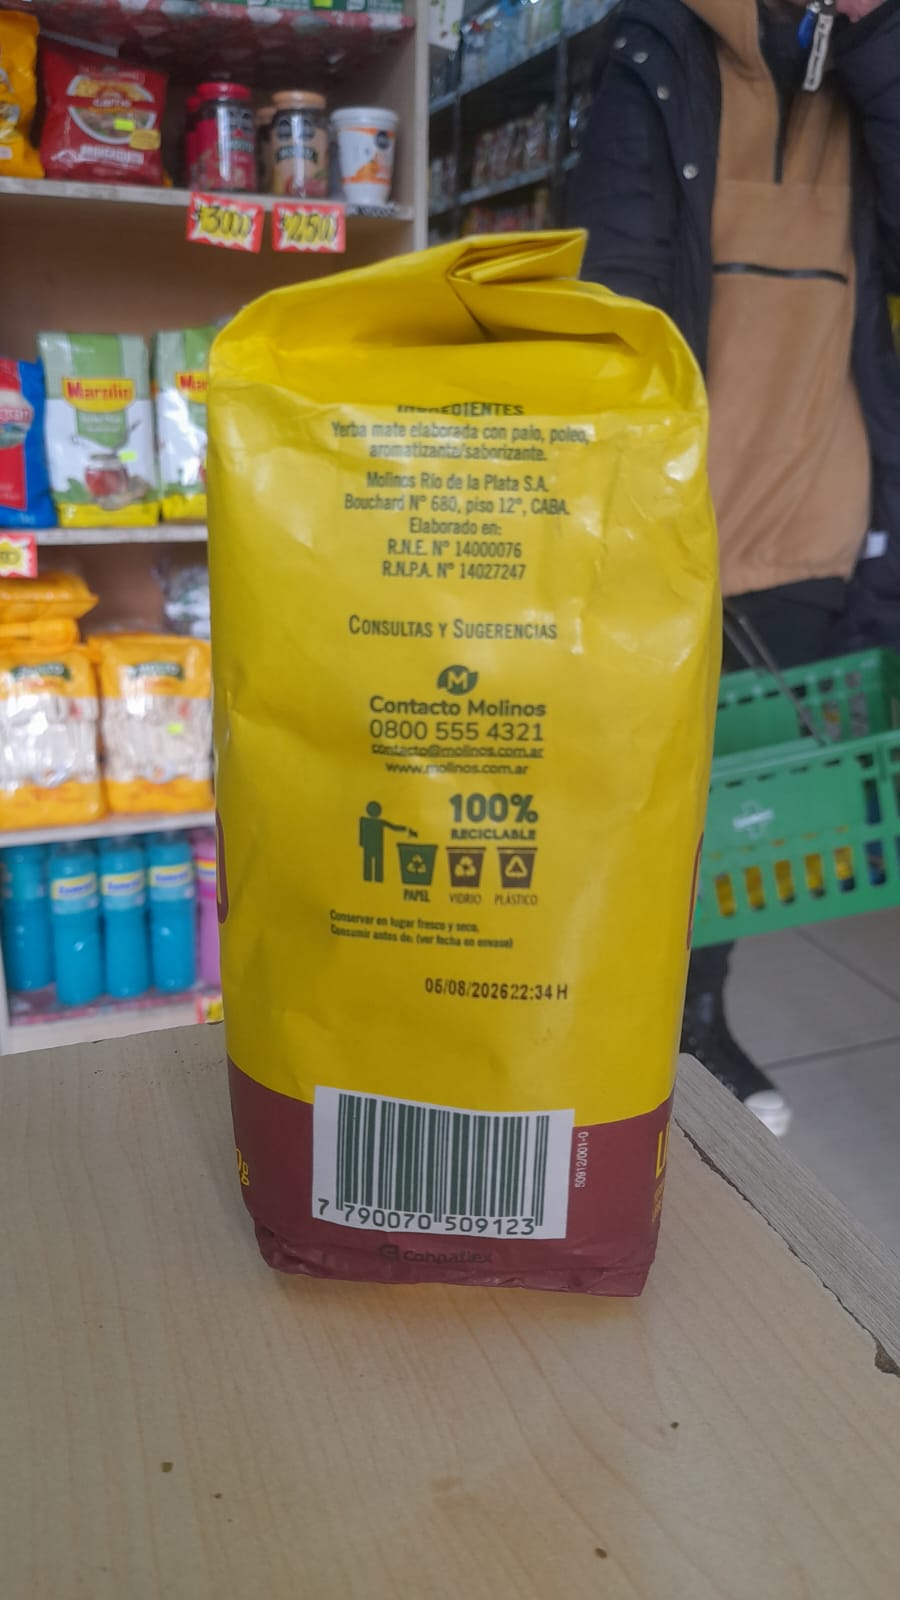 $3000
$2500
Marolio
INGREDIENTES
Yerba mate elaborada con palo, poleo,
aromatizante/saborizante.
Molinos Río de la Plata S.A.
Bouchard N° 680, piso 12°, CABA.
Elaborado en:
R.N.E. N° 14000076
R.N.P.A. N° 14027247
CONSULTAS Y SUGERENCIAS
M
Contacto Molinos
0800 555 4321
contacto@molinos.com.ar
www.molinos.com.ar
100%
RECICLABLE
PAPEL VIDRIO PLÁSTICO
Conservar en lugar fresco y seco.
Consumir antes de: (ver fecha en envase)
05/08/2026 22:34 H
50912/001-0
7 790070 509123